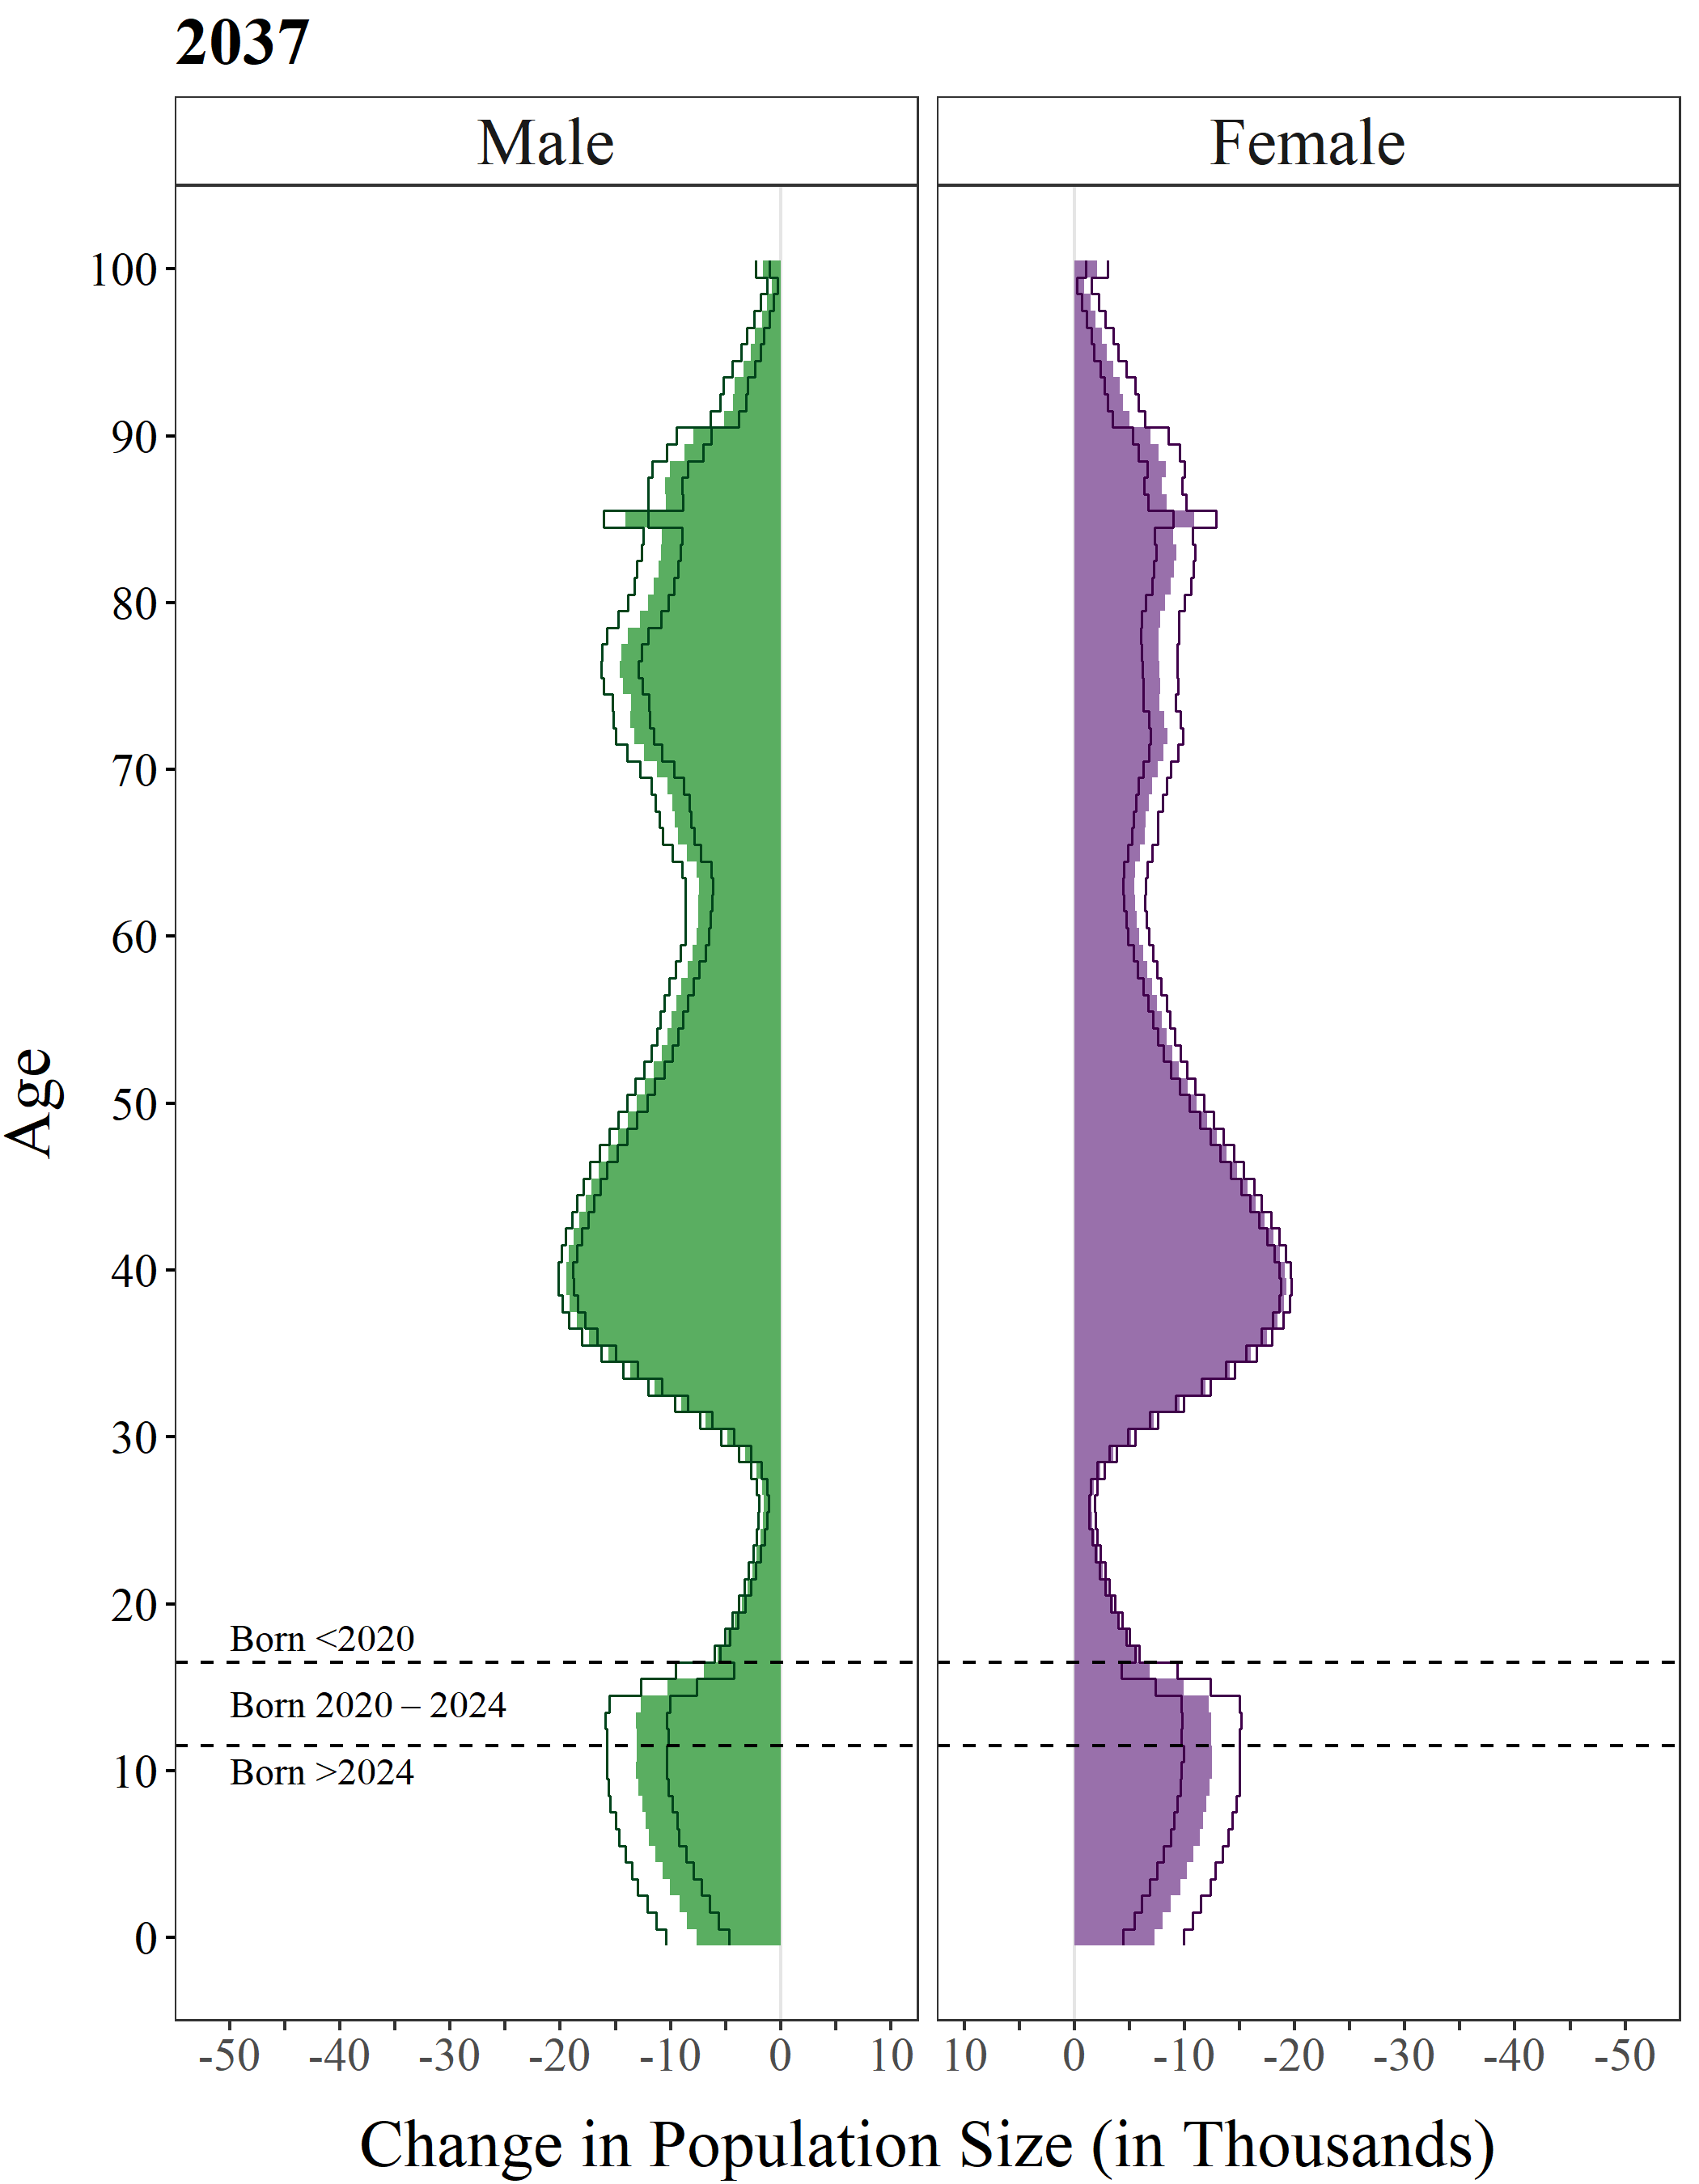 2037
Male
Female
100
90
80
70
60
50
40
30
20
10
0
Age
Born <2020
Born 2020 – 2024
Born >2024
-50 -40 -30 -20 -10 0 10
10 0 -10 -20 -30 -40 -50
Change in Population Size (in Thousands)